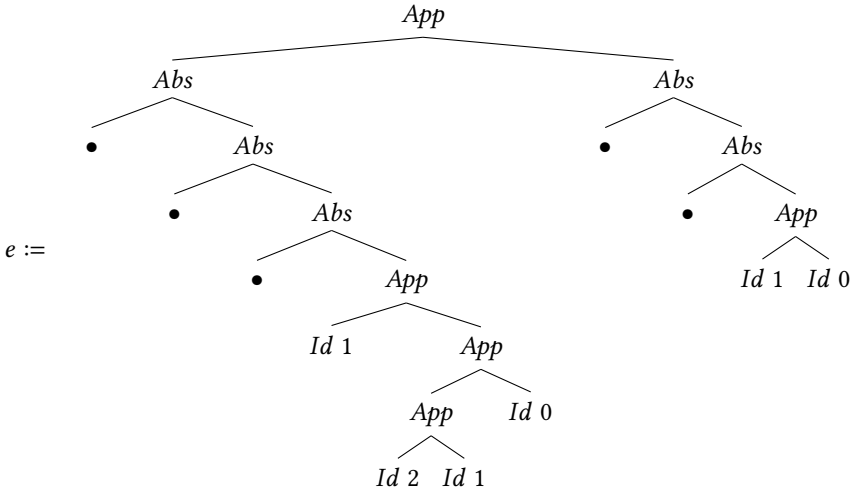 App
Abs Abs
• Abs • Abs
• Abs • App
e :=
• App Id 1 Id 0
Id 1 App
App Id 0
Id 2 Id 1